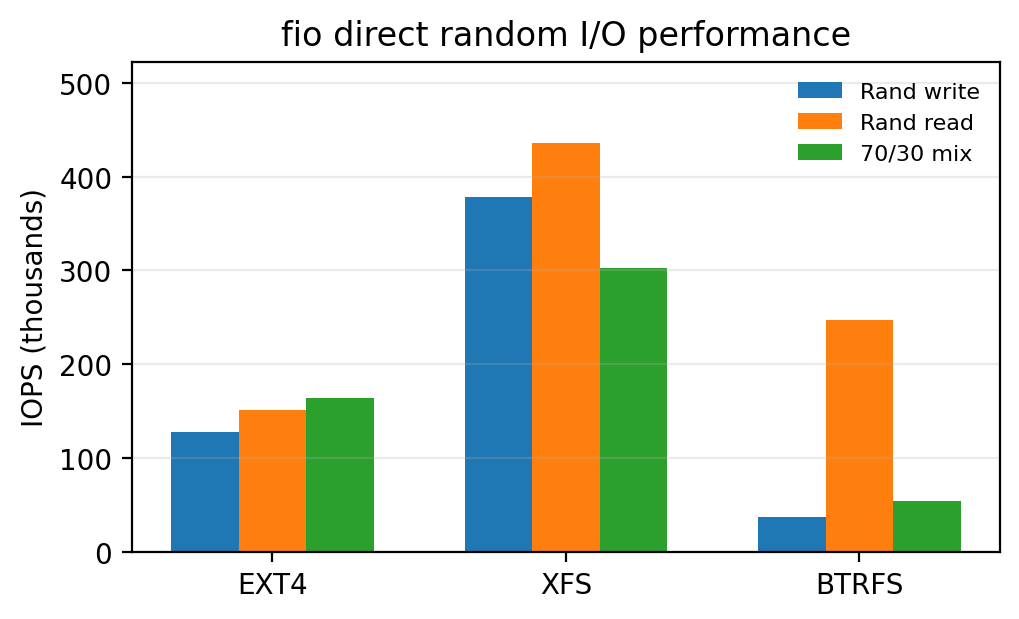 fio direct random I/O performance
IOPS (thousands)
500
400
300
200
100
0
Rand write
Rand read
70/30 mix
EXT4
XFS
BTRFS